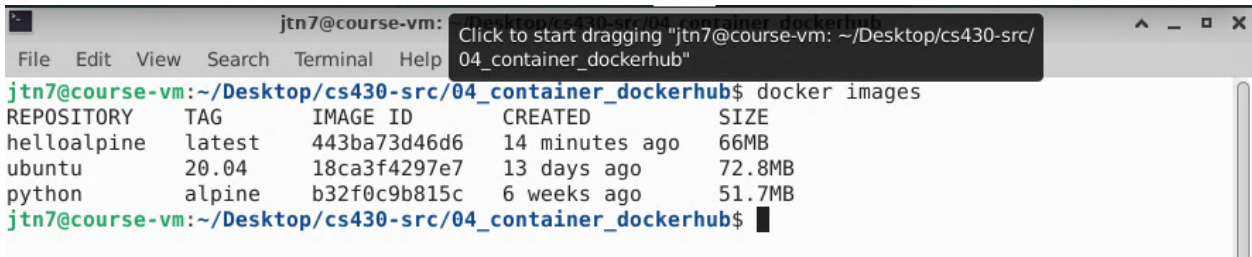 jtn7@course-vm: ~/Desktop/cs430-src/04_container_dockerhub
Click to start dragging "jtn7@course-vm: ~/Desktop/cs430-src/
04_container_dockerhub"
File Edit View Search Terminal Help
jtn7@course-vm:~/Desktop/cs430-src/04_container_dockerhub$ docker images
REPOSITORY TAG IMAGE ID CREATED SIZE
helloalpine latest 443ba73d46d6 14 minutes ago 66MB
ubuntu 20.04 18ca3f4297e7 13 days ago 72.8MB
python alpine b32f0c9b815c 6 weeks ago 51.7MB
jtn7@course-vm:~/Desktop/cs430-src/04_container_dockerhub$